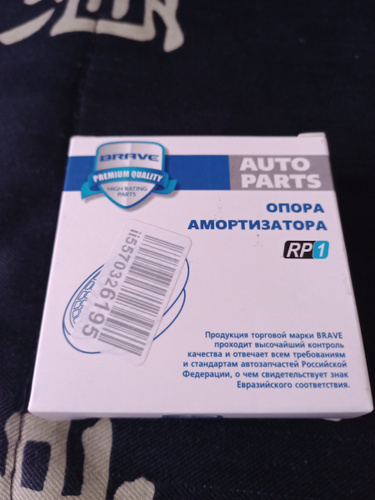 BRAVE
PREMIUM QUALITY
HIGH RATING
PARTS
AUTO
PARTS
ОПОРА
АМОРТИЗАТОРА
RP1
ii5570326195
Продукция торговой марки BRAVE
проходит высочайший контроль
качества и отвечает всем требованиям
и стандартам автозапчастей Российской
Федерации, о чем свидетельствует знак
Евразийского соответствия.